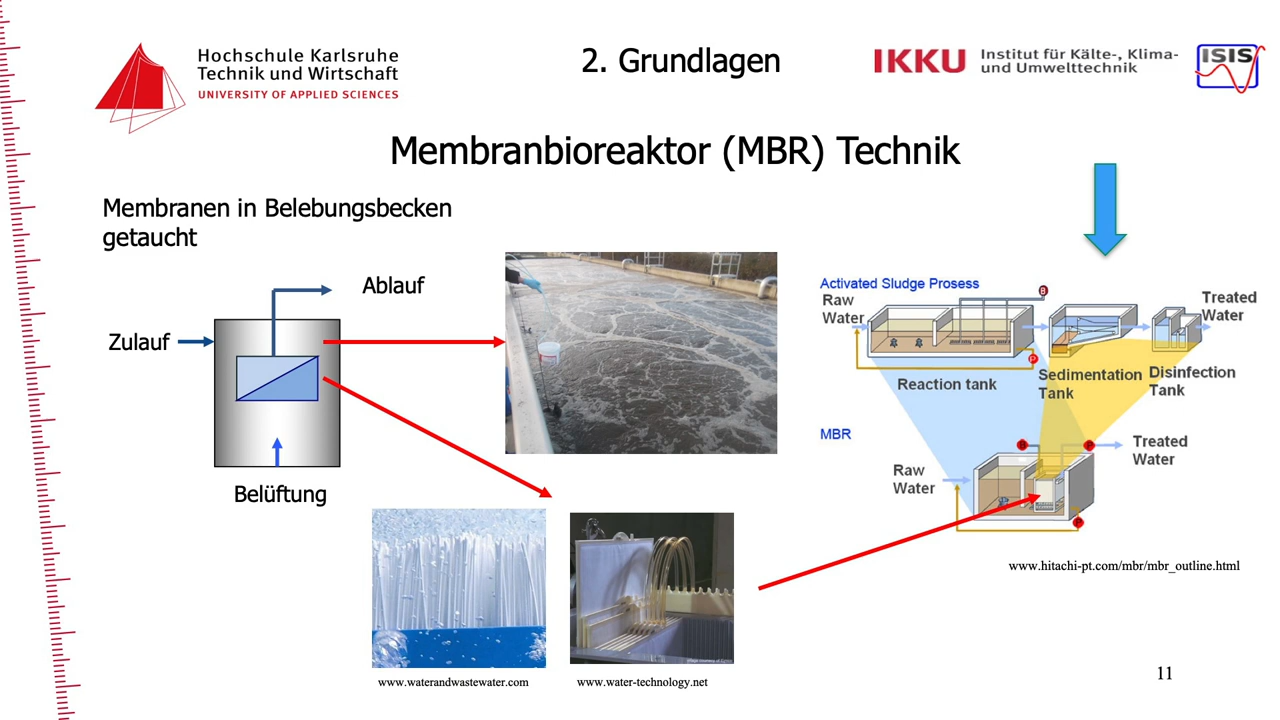 Hochschule Karlsruhe
Technik und Wirtschaft
UNIVERSITY OF APPLIED SCIENCES
2. Grundlagen
IKKU
Institut für Kälte-, Klima-
und Umwelttechnik
ISIS
Membranbioreaktor (MBR) Technik
Membranen in Belebungsbecken
getaucht
Ablauf
Zulauf
Belüftung
Activated Sludge Prosess
Raw
Water
B
Treated
Water
P
Reaction tank
Sedimentation
Tank
Disinfection
Tank
MBR
B
P
Treated
Water
Raw
Water
P
www.hitachi-pt.com/mbr/mbr_outline.html
www.waterandwastewater.com
www.water-technology.net
11